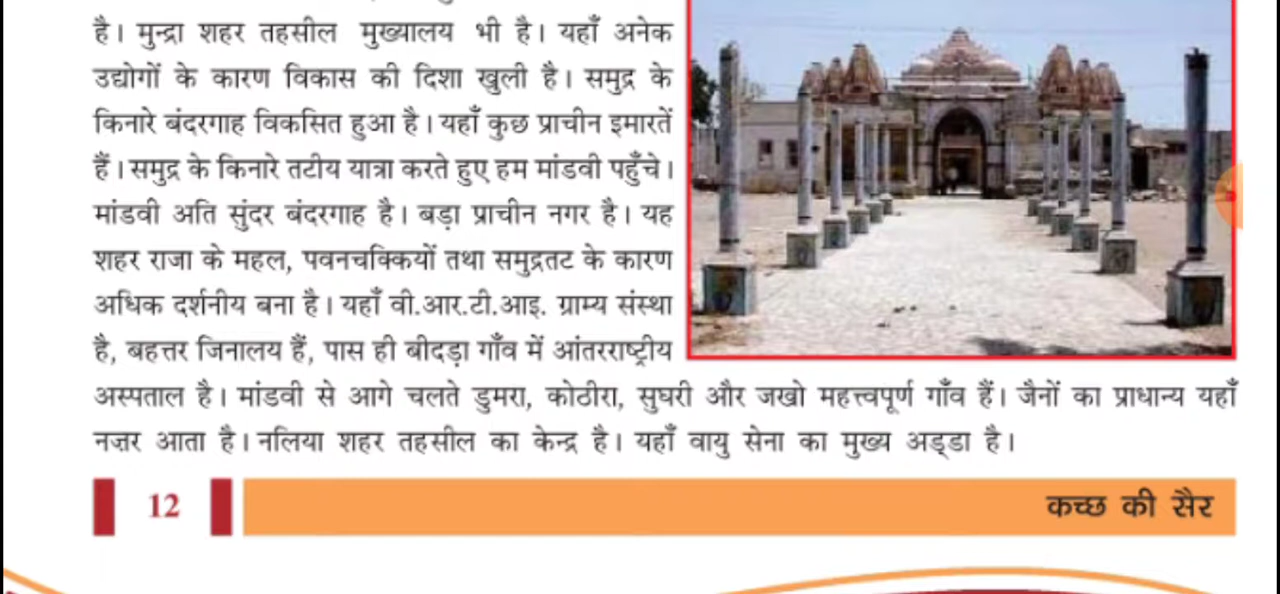 है। मुन्द्रा शहर तहसील मुख्यालय भी है। यहाँ अनेक
उद्योगों के कारण विकास की दिशा खुली है। समुद्र के
किनारे बंदरगाह विकसित हुआ है। यहाँ कुछ प्राचीन इमारतें
हैं। समुद्र के किनारे तटीय यात्रा करते हुए हम मांडवी पहुँचे।
मांडवी अति सुंदर बंदरगाह है। बड़ा प्राचीन नगर है। यह
शहर राजा के महल, पवनचक्कियों तथा समुद्रतट के कारण
अधिक दर्शनीय बना है। यहाँ वी.आर.टी.आइ. ग्राम्य संस्था
है, बहत्तर जिनालय हैं, पास ही बीदड़ा गाँव में आंतरराष्ट्रीय
अस्पताल है। मांडवी से आगे चलते डुमरा, कोठीरा, सुघरी और जखो महत्त्वपूर्ण गाँव हैं। जैनों का प्राधान्य यहाँ
नज़र आता है। नलिया शहर तहसील का केन्द्र है। यहाँ वायु सेना का मुख्य अड्डा है।
12
कच्छ की सैर